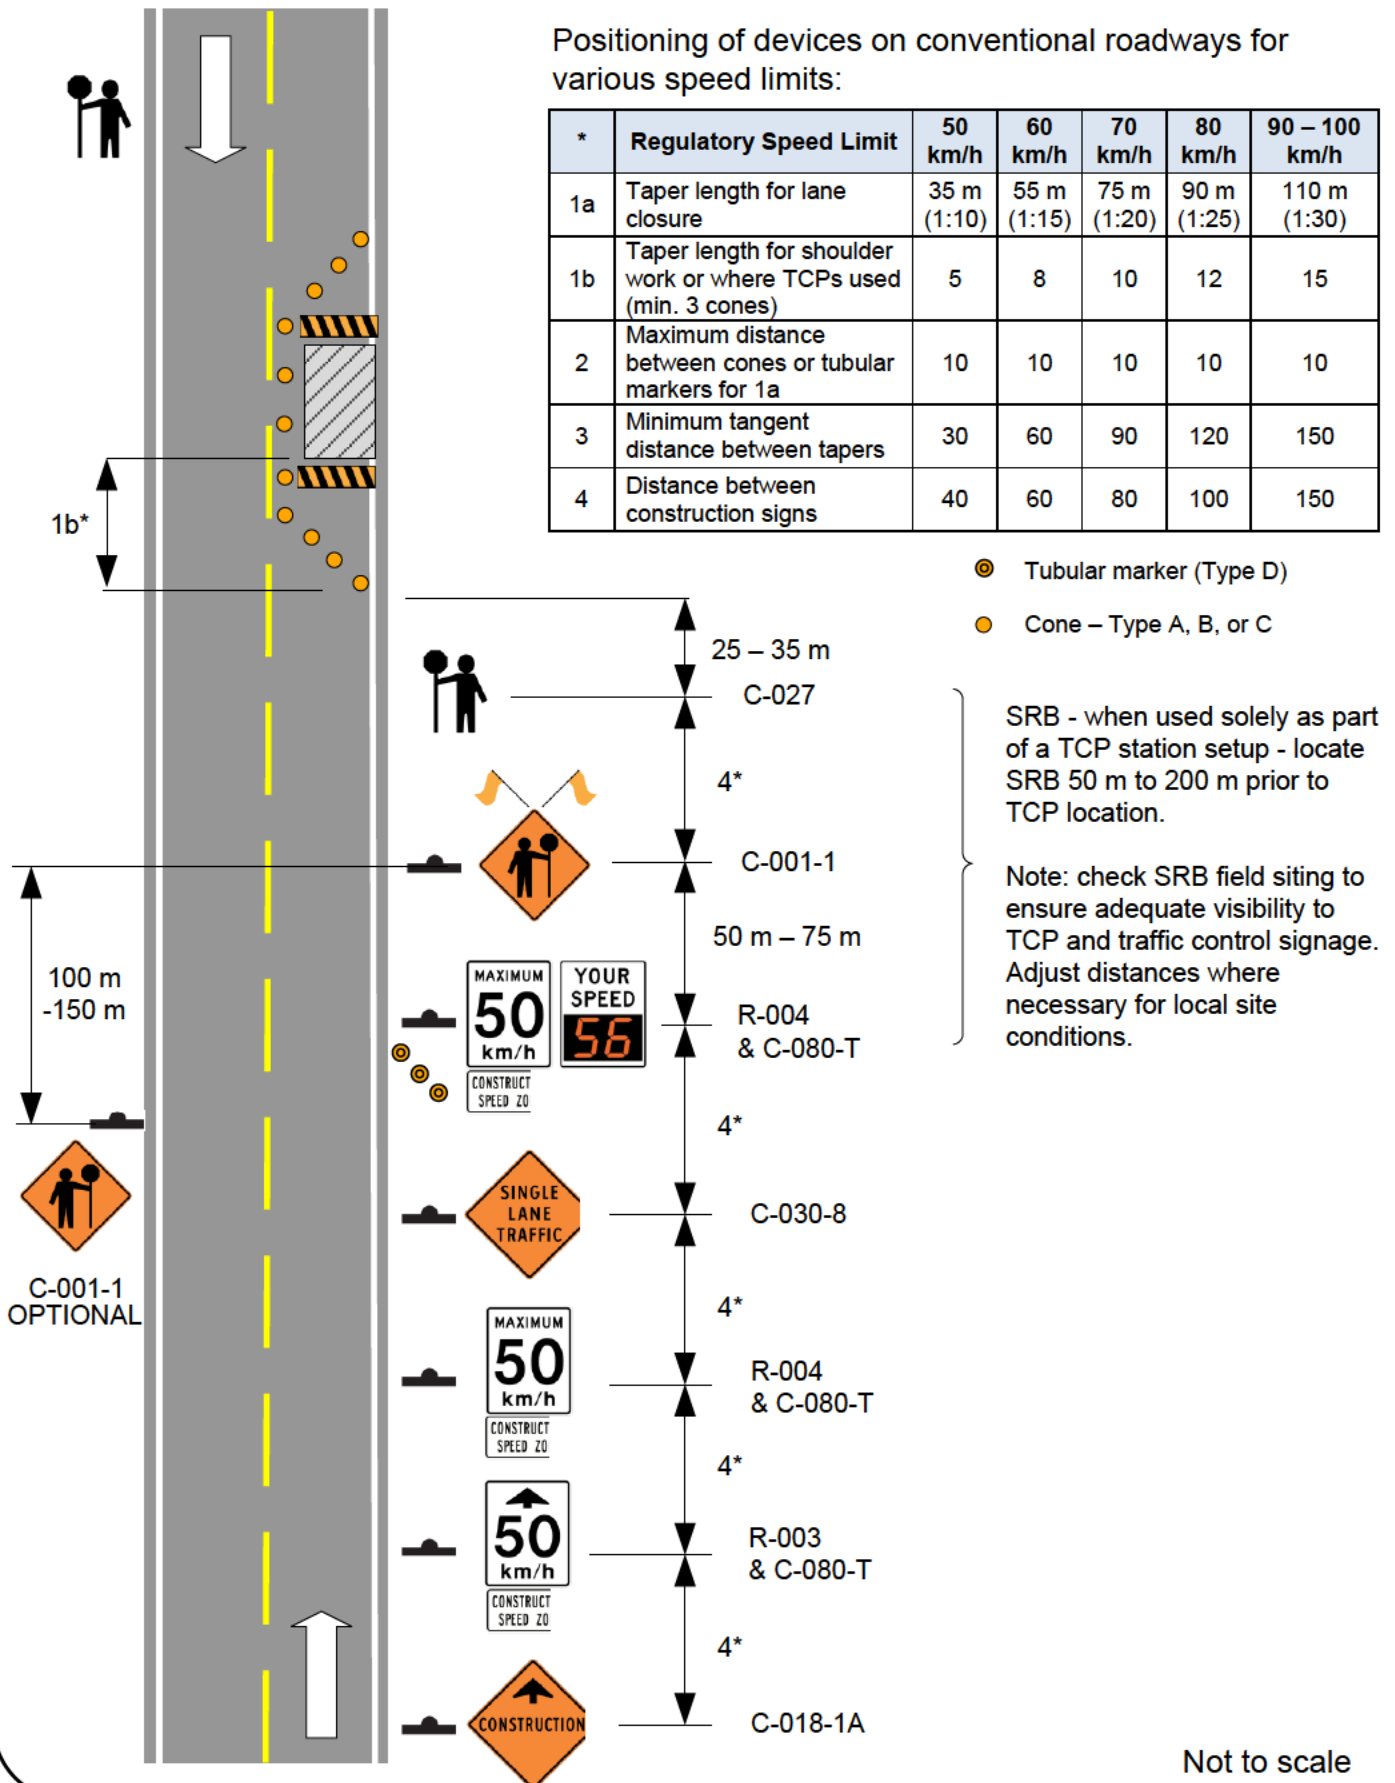 Positioning of devices on conventional roadways for
various speed limits:
* Regulatory Speed Limit 50 km/h 60 km/h 70 km/h 80 km/h 90 – 100 km/h
1a Taper length for lane closure 35 m (1:10) 55 m (1:15) 75 m (1:20) 90 m (1:25) 110 m (1:30)
1b Taper length for shoulder work or where TCPs used (min. 3 cones) 5 8 10 12 15
2 Maximum distance between cones or tubular markers for 1a 10 10 10 10 10
3 Minimum tangent distance between tapers 30 60 90 120 150
4 Distance between construction signs 40 60 80 100 150
1b*
Tubular marker (Type D)
Cone – Type A, B, or C
25 – 35 m
C-027
4*
C-001-1
50 m – 75 m
SRB - when used solely as part
of a TCP station setup - locate
SRB 50 m to 200 m prior to
TCP location.
Note: check SRB field siting to
ensure adequate visibility to
TCP and traffic control signage.
Adjust distances where
necessary for local site
conditions.
100 m
-150 m
MAXIMUM
50
km/h
CONSTRUCT
SPEED ZO
YOUR
SPEED
56
R-004
& C-080-T
4*
C-001-1
OPTIONAL
SINGLE
LANE
TRAFFIC
C-030-8
4*
MAXIMUM
50
km/h
CONSTRUCT
SPEED ZO
R-004
& C-080-T
4*
50
km/h
CONSTRUCT
SPEED ZO
R-003
& C-080-T
4*
CONSTRUCTION
C-018-1A
Not to scale